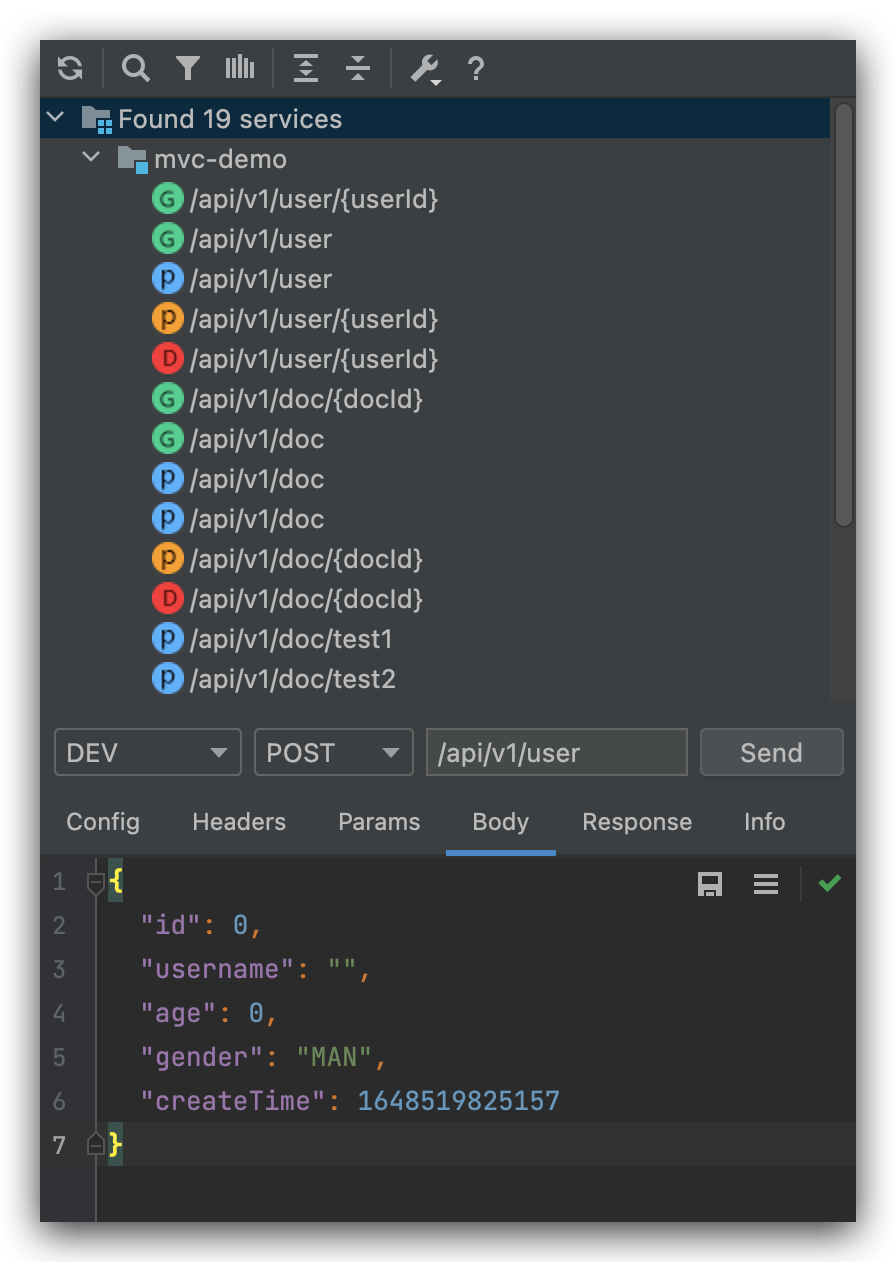 Found 19 services
mvc-demo
G /api/v1/user/{userId}
G /api/v1/user
P /api/v1/user
P /api/v1/user/{userId}
D /api/v1/user/{userId}
G /api/v1/doc/{docId}
G /api/v1/doc
P /api/v1/doc
P /api/v1/doc
P /api/v1/doc/{docId}
D /api/v1/doc/{docId}
P /api/v1/doc/test1
P /api/v1/doc/test2
DEV POST /api/v1/user Send
Config Headers Params Body Response Info
1 {
2 "id": 0,
3 "username": "",
4 "age": 0,
5 "gender": "MAN",
6 "createTime": 1648519825157
7 }